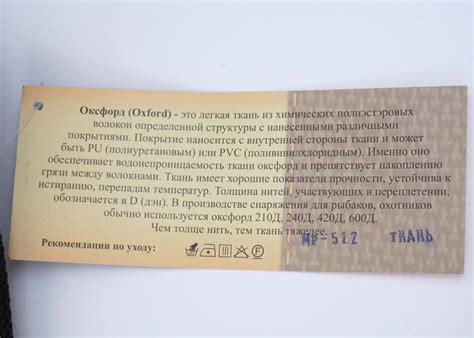 Оксфорд (Oxford) - это легкая ткань из химических полиэстэровых
волокон определенной структуры с нанесенными различными
покрытиями. Покрытие наносится с внутренней стороны ткани и может
быть PU (полиуретановым) или PVC (поливинилхлоридным). Именно оно
обеспечивает водонепроницаемость ткани оксфорд и препятствует накоплению
грязи между волокнами. Ткань имеет хорошие показатели прочности, устойчива к
истиранию, перепадам температур. Толщина нитей, участвующих в переплетении,
обозначается в D (дэн). В производстве снаряжения для рыбаков, охотников
обычно используется оксфорд 210Д, 240Д, 420Д, 600Д.
Чем толще нить, тем ткань тяжелее.
МР-512 ТКАНЬ
Рекомендации по уходу: